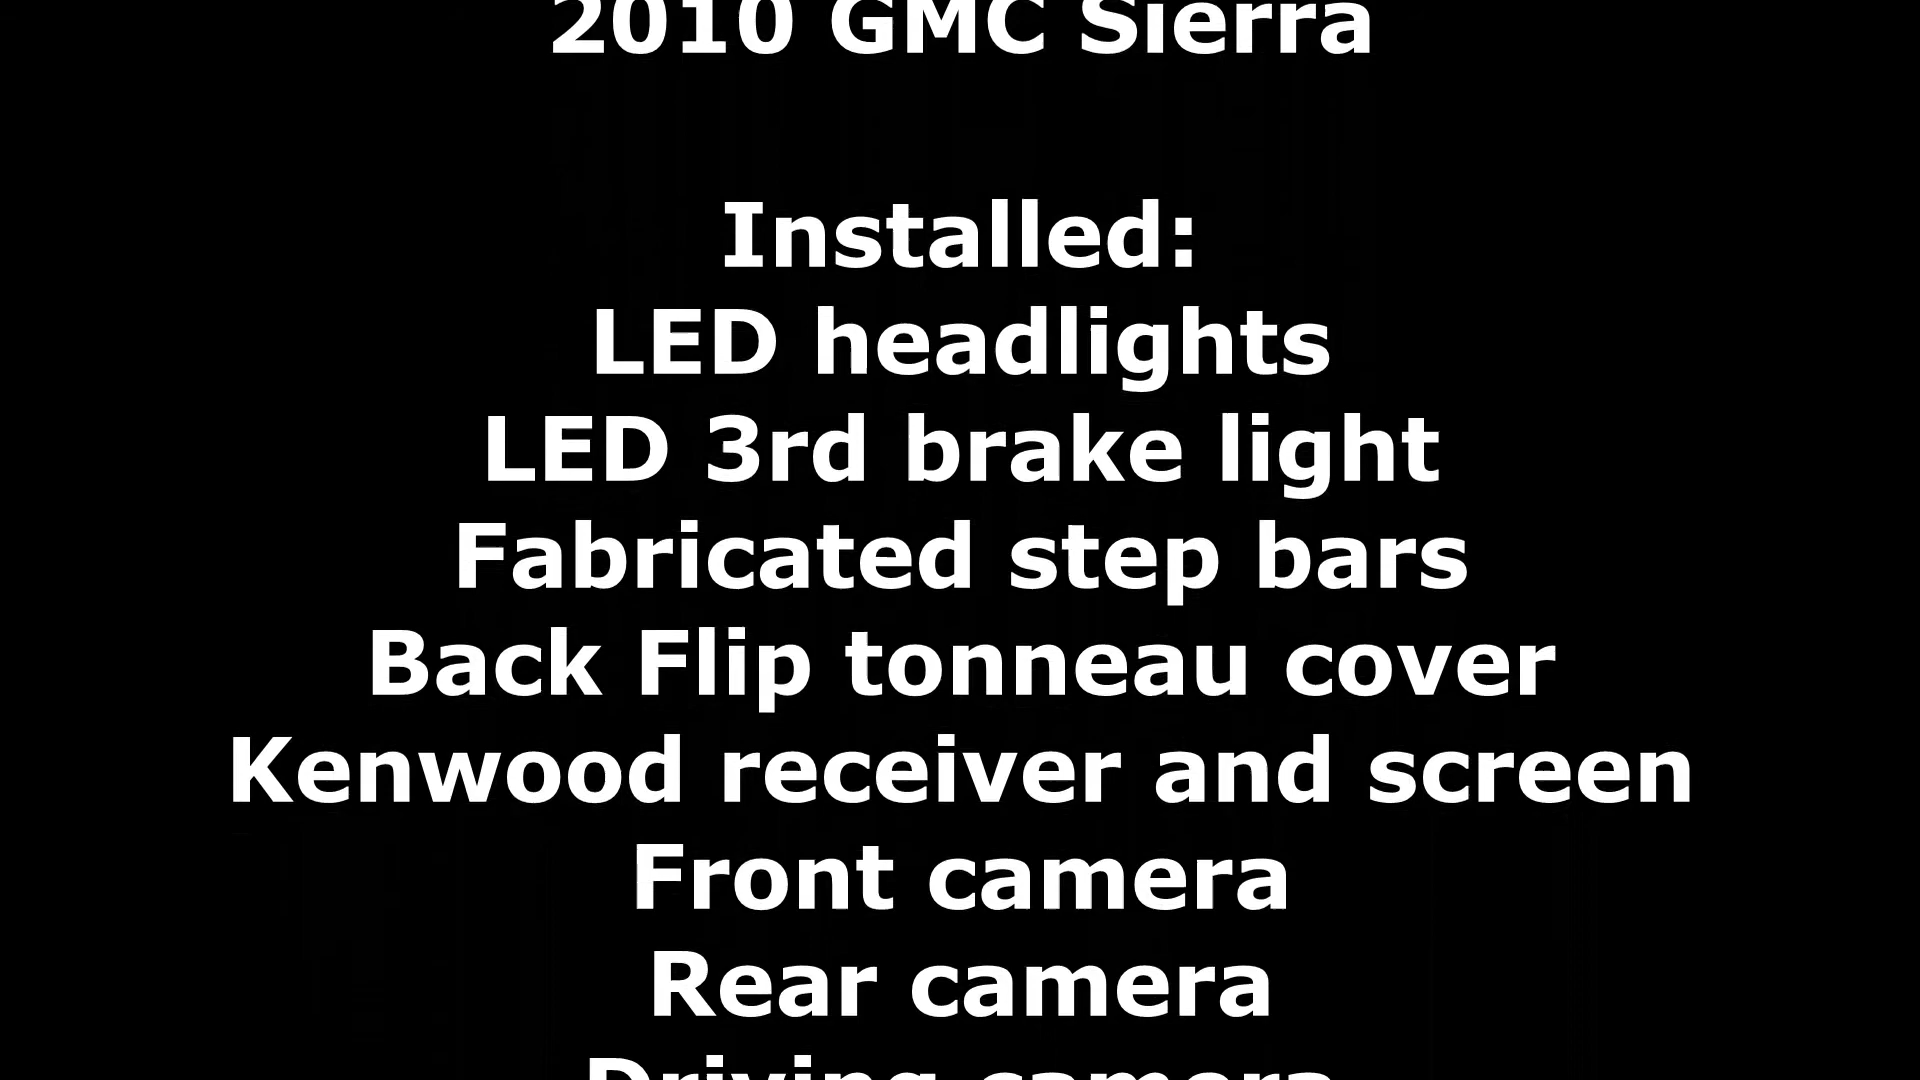 2010 GMC Sierra
Installed:
LED headlights
LED 3rd brake light
Fabricated step bars
Back Flip tonneau cover
Kenwood receiver and screen
Front camera
Rear camera
Driving camera